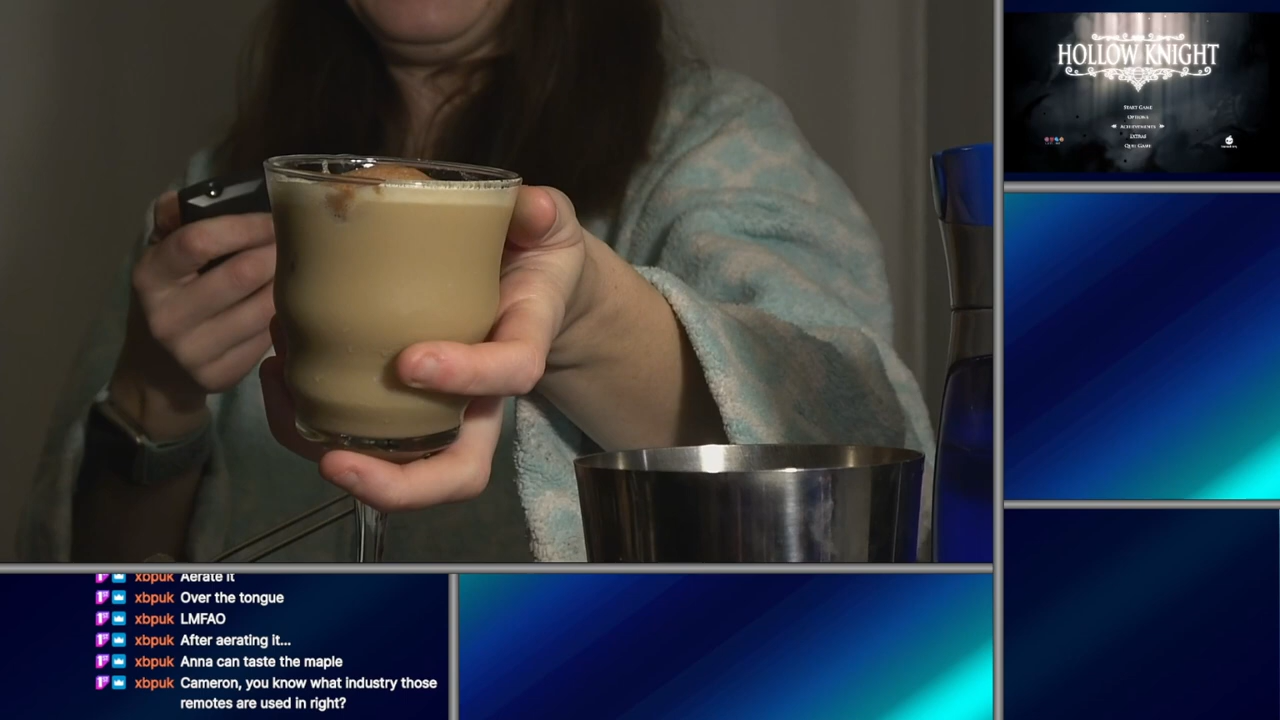 HOLLOW KNIGHT
START GAME
OPTIONS
ACHIEVEMENTS
EXTRAS
QUIT GAME
xbpuk Aerate it
xbpuk Over the tongue
xbpuk LMFAO
xbpuk After aerating it...
xbpuk Anna can taste the maple
xbpuk Cameron, you know what industry those
remotes are used in right?